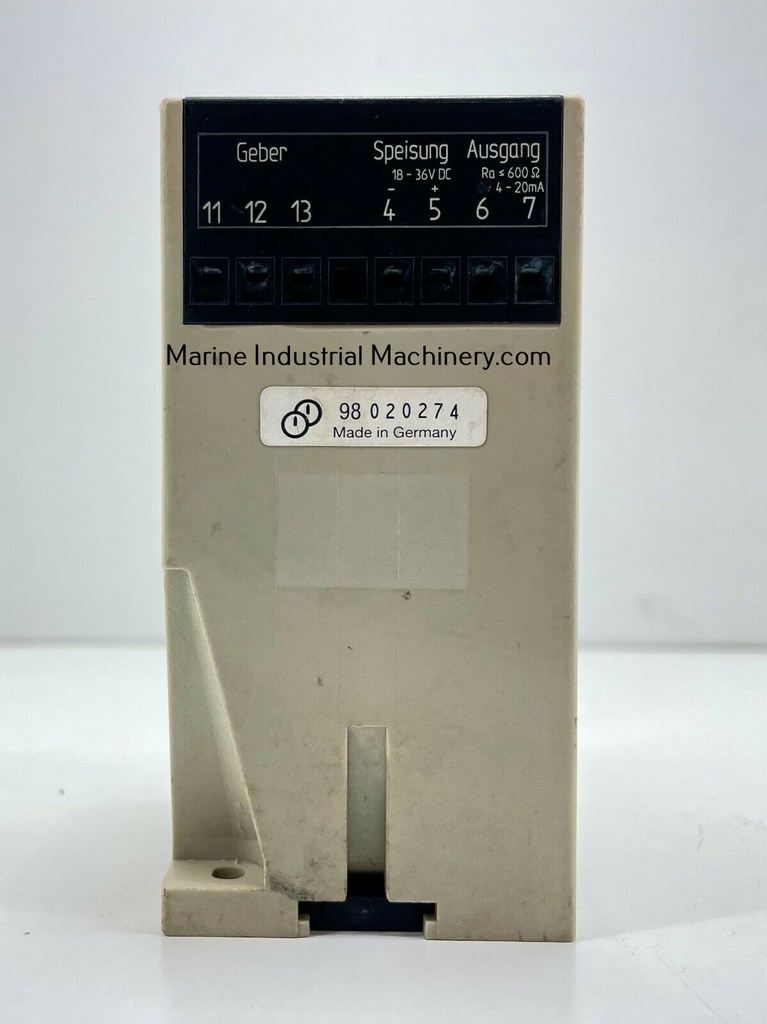 Geber Speisung Ausgang
18 - 36V DC Ra ≤ 600 Ω
- + 4 - 20mA
11 12 13 4 5 6 7
Marine Industrial Machinery.com
98 020274
Made in Germany